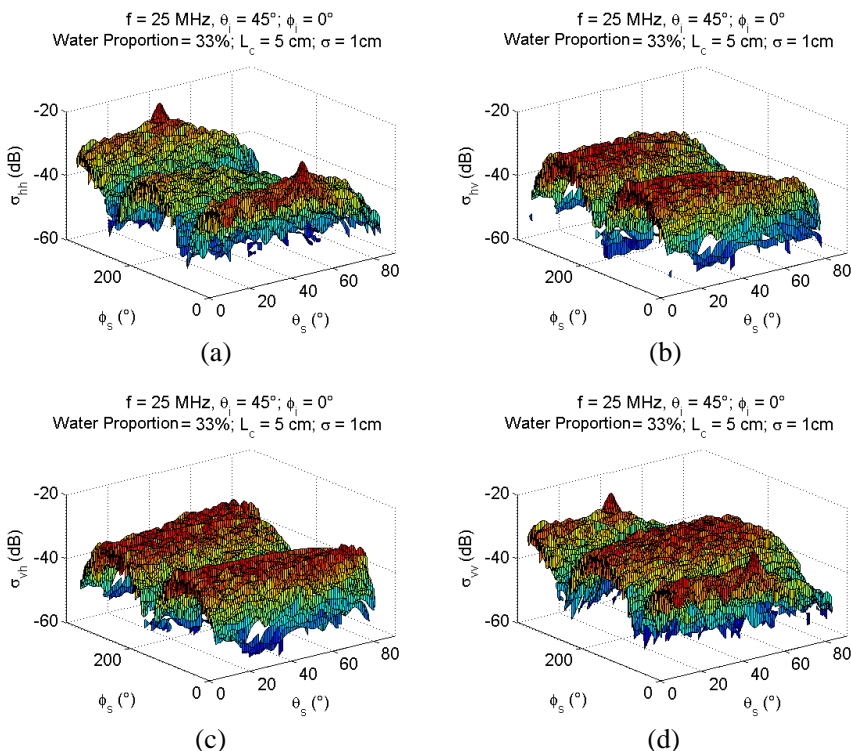 f = 25 MHz, θi = 45°; ϕi = 0°
Water Proportion = 33%; Lc = 5 cm; σ = 1cm
-20
-40
-60
σhh (dB)
200
0
ϕs (°)
0
20
40
60
80
θs (°)
(a)
f = 25 MHz, θi = 45°; ϕi = 0°
Water Proportion = 33%; Lc = 5 cm; σ = 1cm
-20
-40
-60
σhv (dB)
200
0
ϕs (°)
0
20
40
60
80
θs (°)
(b)
f = 25 MHz, θi = 45°; ϕi = 0°
Water Proportion = 33%; Lc = 5 cm; σ = 1cm
-20
-40
-60
σvh (dB)
200
0
ϕs (°)
0
20
40
60
80
θs (°)
(c)
f = 25 MHz, θi = 45°; ϕi = 0°
Water Proportion = 33%; Lc = 5 cm; σ = 1cm
-20
-40
-60
σvv (dB)
200
0
ϕs (°)
0
20
40
60
80
θs (°)
(d)